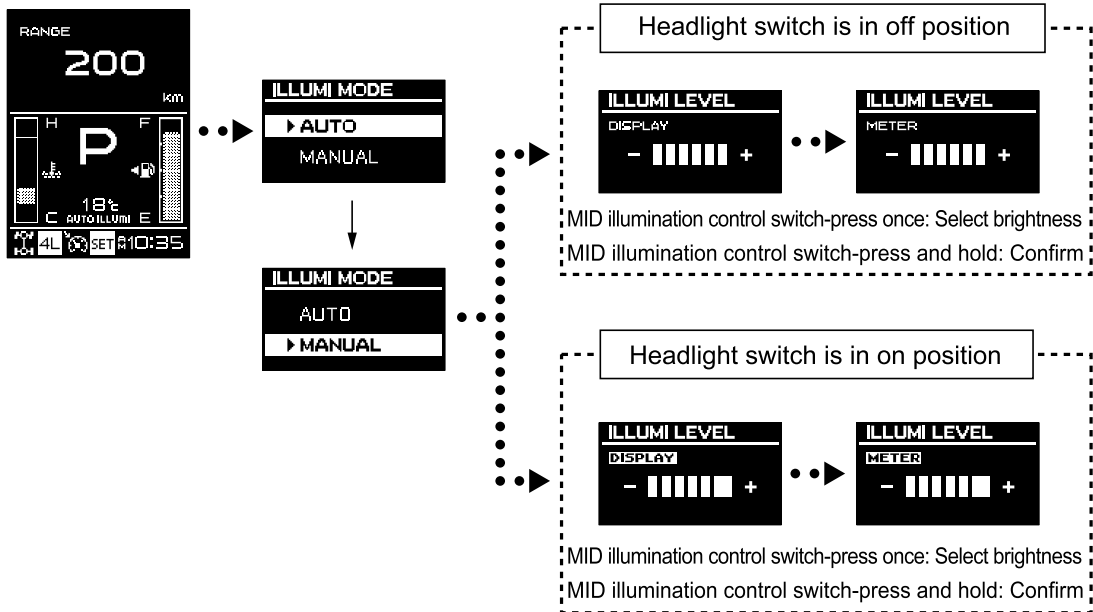 RANGE
200
km
H
F
P
18℃
C
AUTO ILLUMI
E
4L
SET
AM
10:35
ILLUMI MODE
AUTO
MANUAL
ILLUMI MODE
AUTO
MANUAL
Headlight switch is in off position
ILLUMI LEVEL
DISPLAY
- +
ILLUMI LEVEL
METER
- +
MID illumination control switch-press once: Select brightness
MID illumination control switch-press and hold: Confirm
Headlight switch is in on position
ILLUMI LEVEL
DISPLAY
- +
ILLUMI LEVEL
METER
- +
MID illumination control switch-press once: Select brightness
MID illumination control switch-press and hold: Confirm